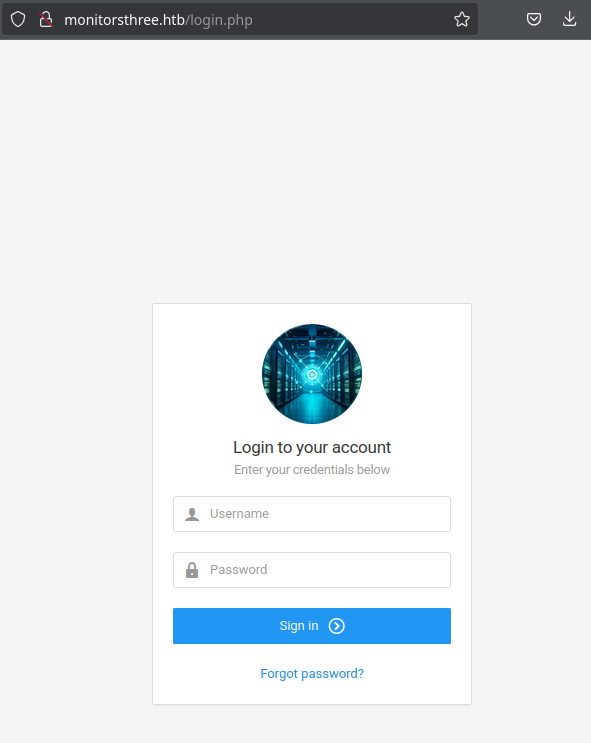 monitorsthree.htb/login.php
Login to your account
Enter your credentials below
Username
Password
Sign in
Forgot password?